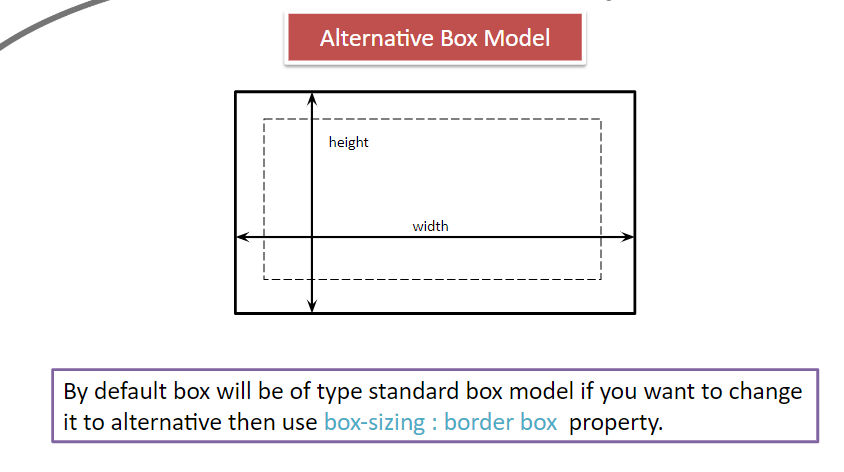 Alternative Box Model
height
width
By default box will be of type standard box model if you want to change
it to alternative then use box-sizing : border box property.